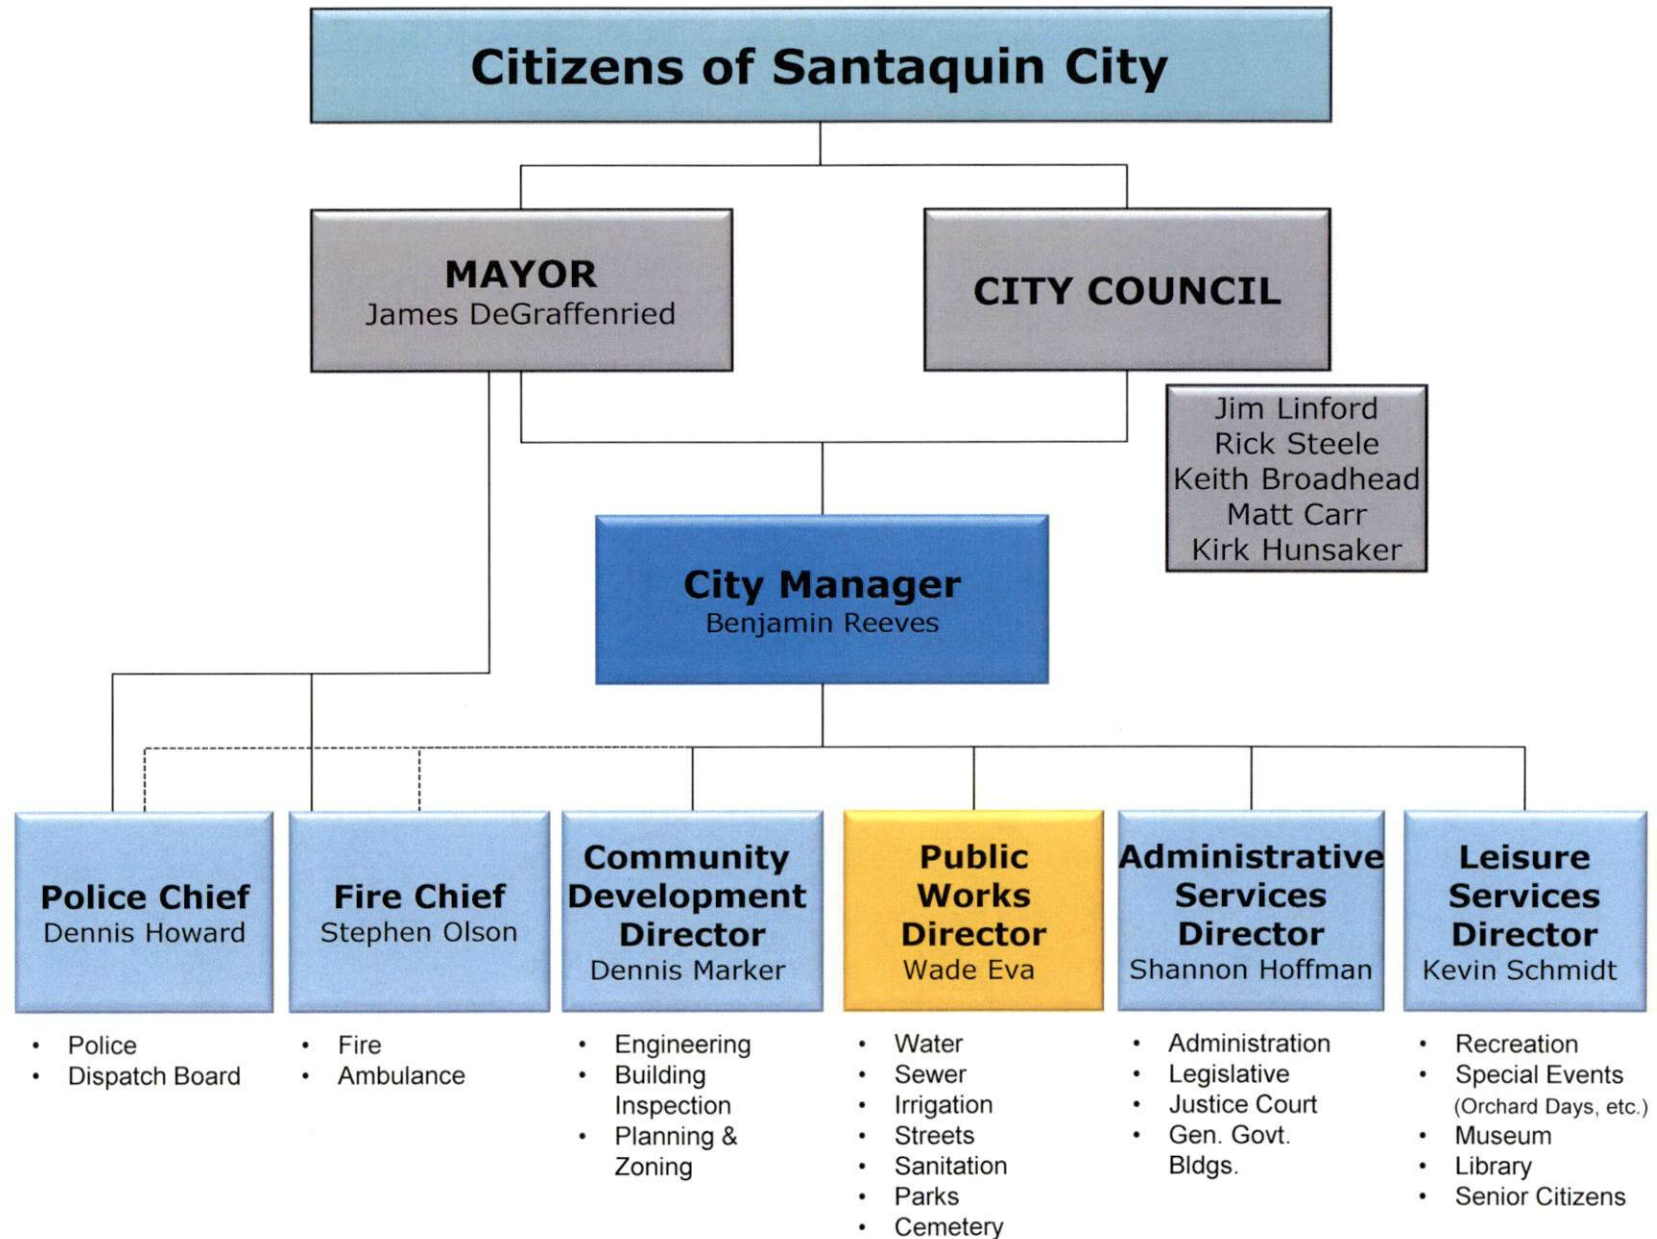 Citizens of Santaquin City
MAYOR
James DeGraffenried
CITY COUNCIL
Jim Linford
Rick Steele
Keith Broadhead
Matt Carr
Kirk Hunsaker
City Manager
Benjamin Reeves
Police Chief
Dennis Howard
• Police
• Dispatch Board
Fire Chief
Stephen Olson
• Fire
• Ambulance
Community
Development
Director
Dennis Marker
• Engineering
• Building
Inspection
• Planning &
Zoning
Public
Works
Director
Wade Eva
• Water
• Sewer
• Irrigation
• Streets
• Sanitation
• Parks
• Cemetery
Administrative
Services
Director
Shannon Hoffman
• Administration
• Legislative
• Justice Court
• Gen. Govt.
Bldgs.
Leisure
Services
Director
Kevin Schmidt
• Recreation
• Special Events
(Orchard Days, etc.)
• Museum
• Library
• Senior Citizens